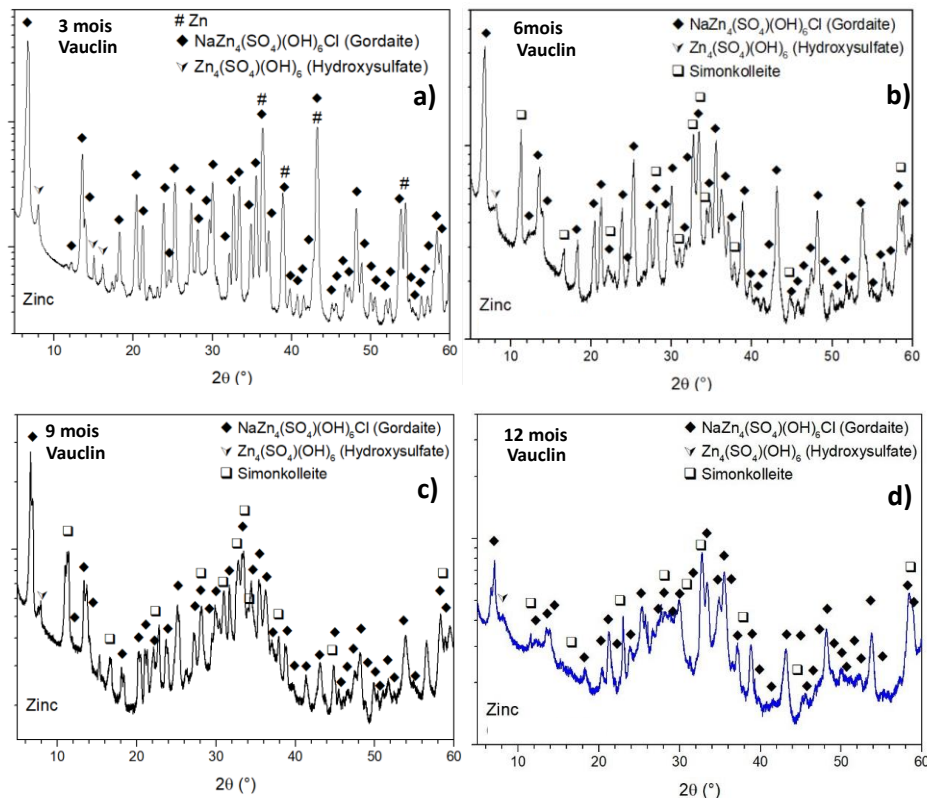 3 mois
Vauclin
# Zn
◆ NaZn₄(SO₄)(OH)₆Cl (Gordaite)
Zn₄(SO₄)(OH)₆ (Hydroxysulfate)
a)
#
#
#
#
Zinc
10 20 30 40 50 60
2θ (°)
6mois
Vauclin
◆ NaZn₄(SO₄)(OH)₆Cl (Gordaite)
Zn₄(SO₄)(OH)₆ (Hydroxysulfate)
❑ Simonkolleite
b)
Zinc
10 20 30 40 50 60
2θ (°)
9 mois
Vauclin
◆ NaZn₄(SO₄)(OH)₆Cl (Gordaite)
Zn₄(SO₄)(OH)₆ (Hydroxysulfate)
❑ Simonkolleite
c)
Zinc
10 20 30 40 50 60
2θ (°)
12 mois
Vauclin
◆ NaZn₄(SO₄)(OH)₆Cl (Gordaite)
Zn₄(SO₄)(OH)₆ (Hydroxysulfate)
❑ Simonkolleite
d)
Zinc
10 20 30 40 50 60
2θ (°)